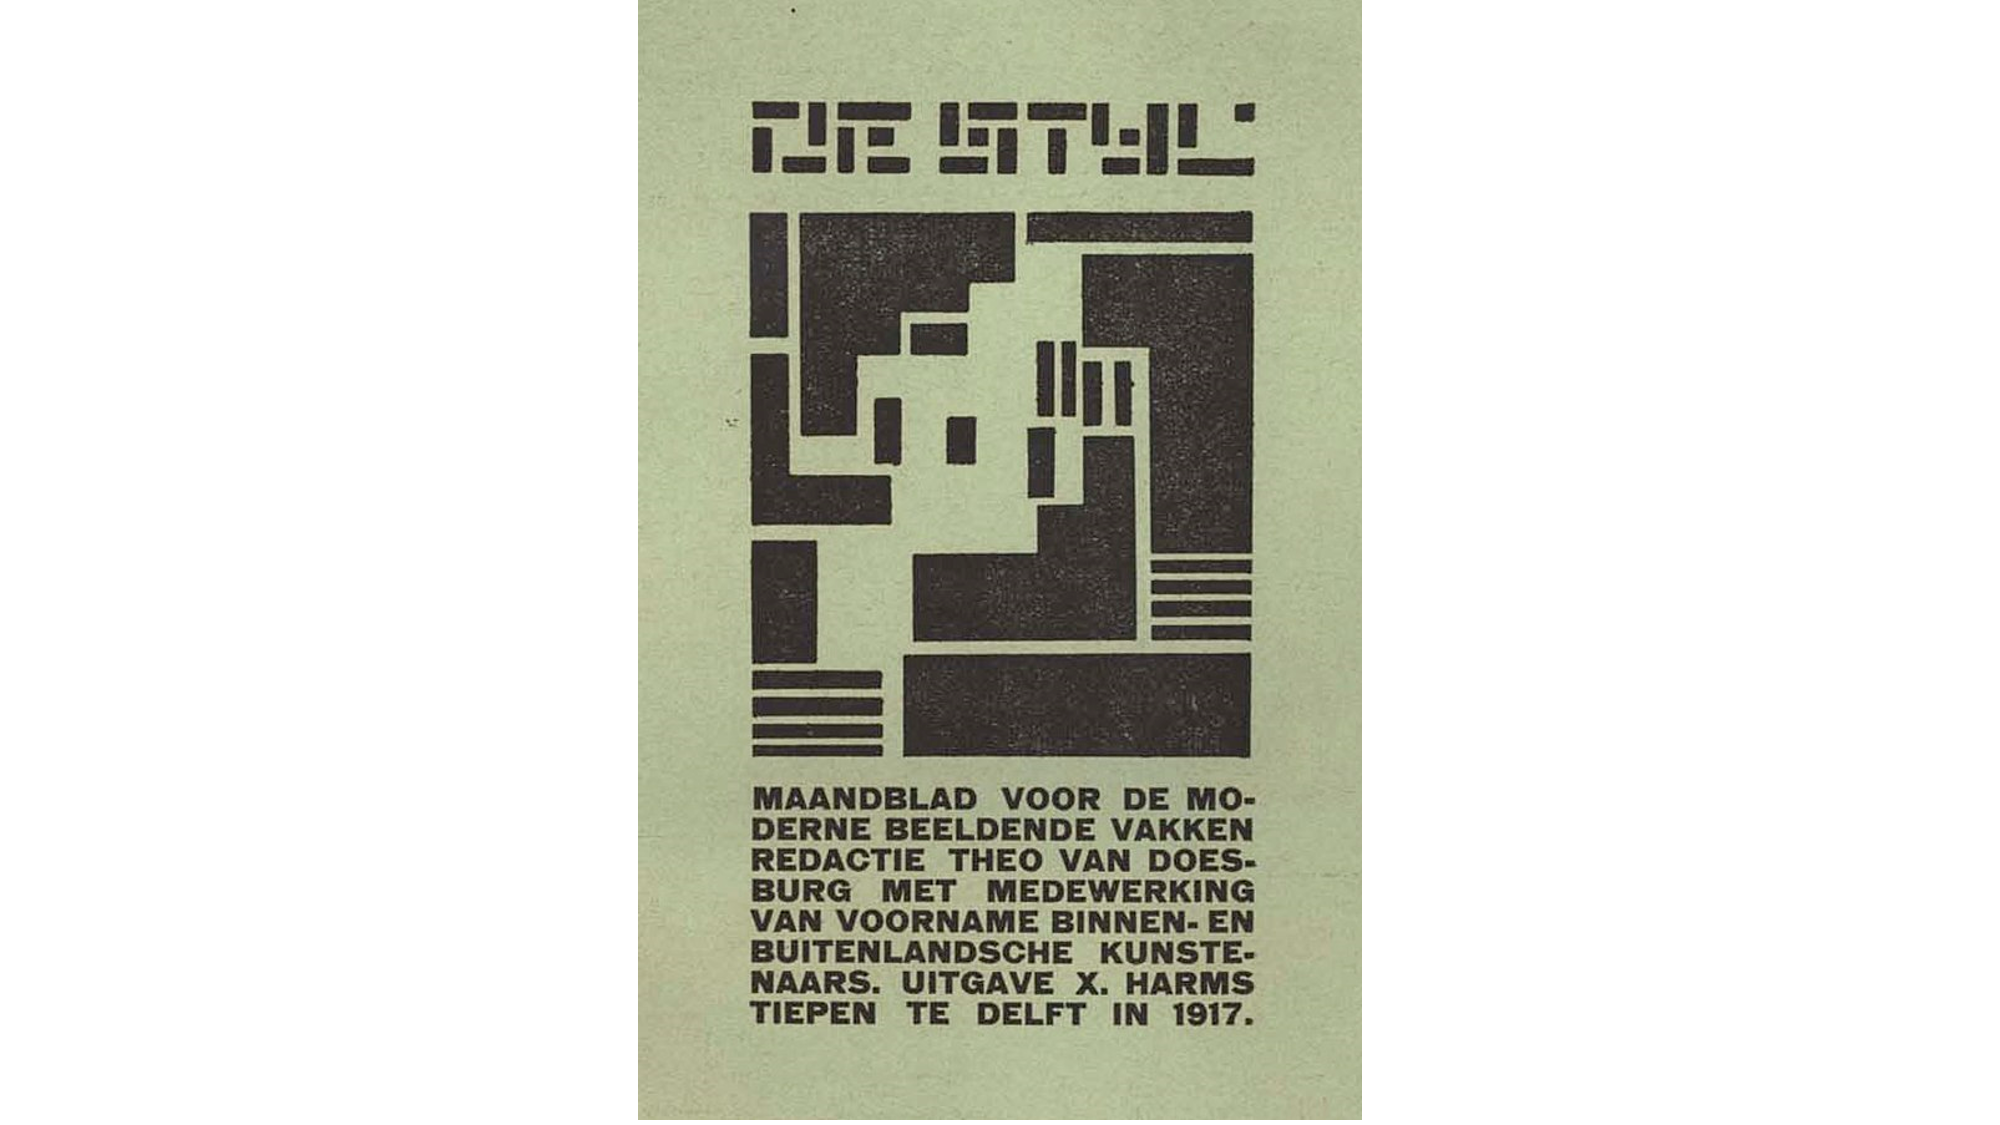 DE STYL
MAANDBLAD VOOR DE MO-
DERNE BEELDENDE VAKKEN
REDACTIE THEO VAN DOES-
BURG MET MEDEWERKING
VAN VOORNAME BINNEN- EN
BUITENLANDSCHE KUNSTE-
NAARS. UITGAVE X. HARMS
TIEPEN TE DELFT IN 1917.